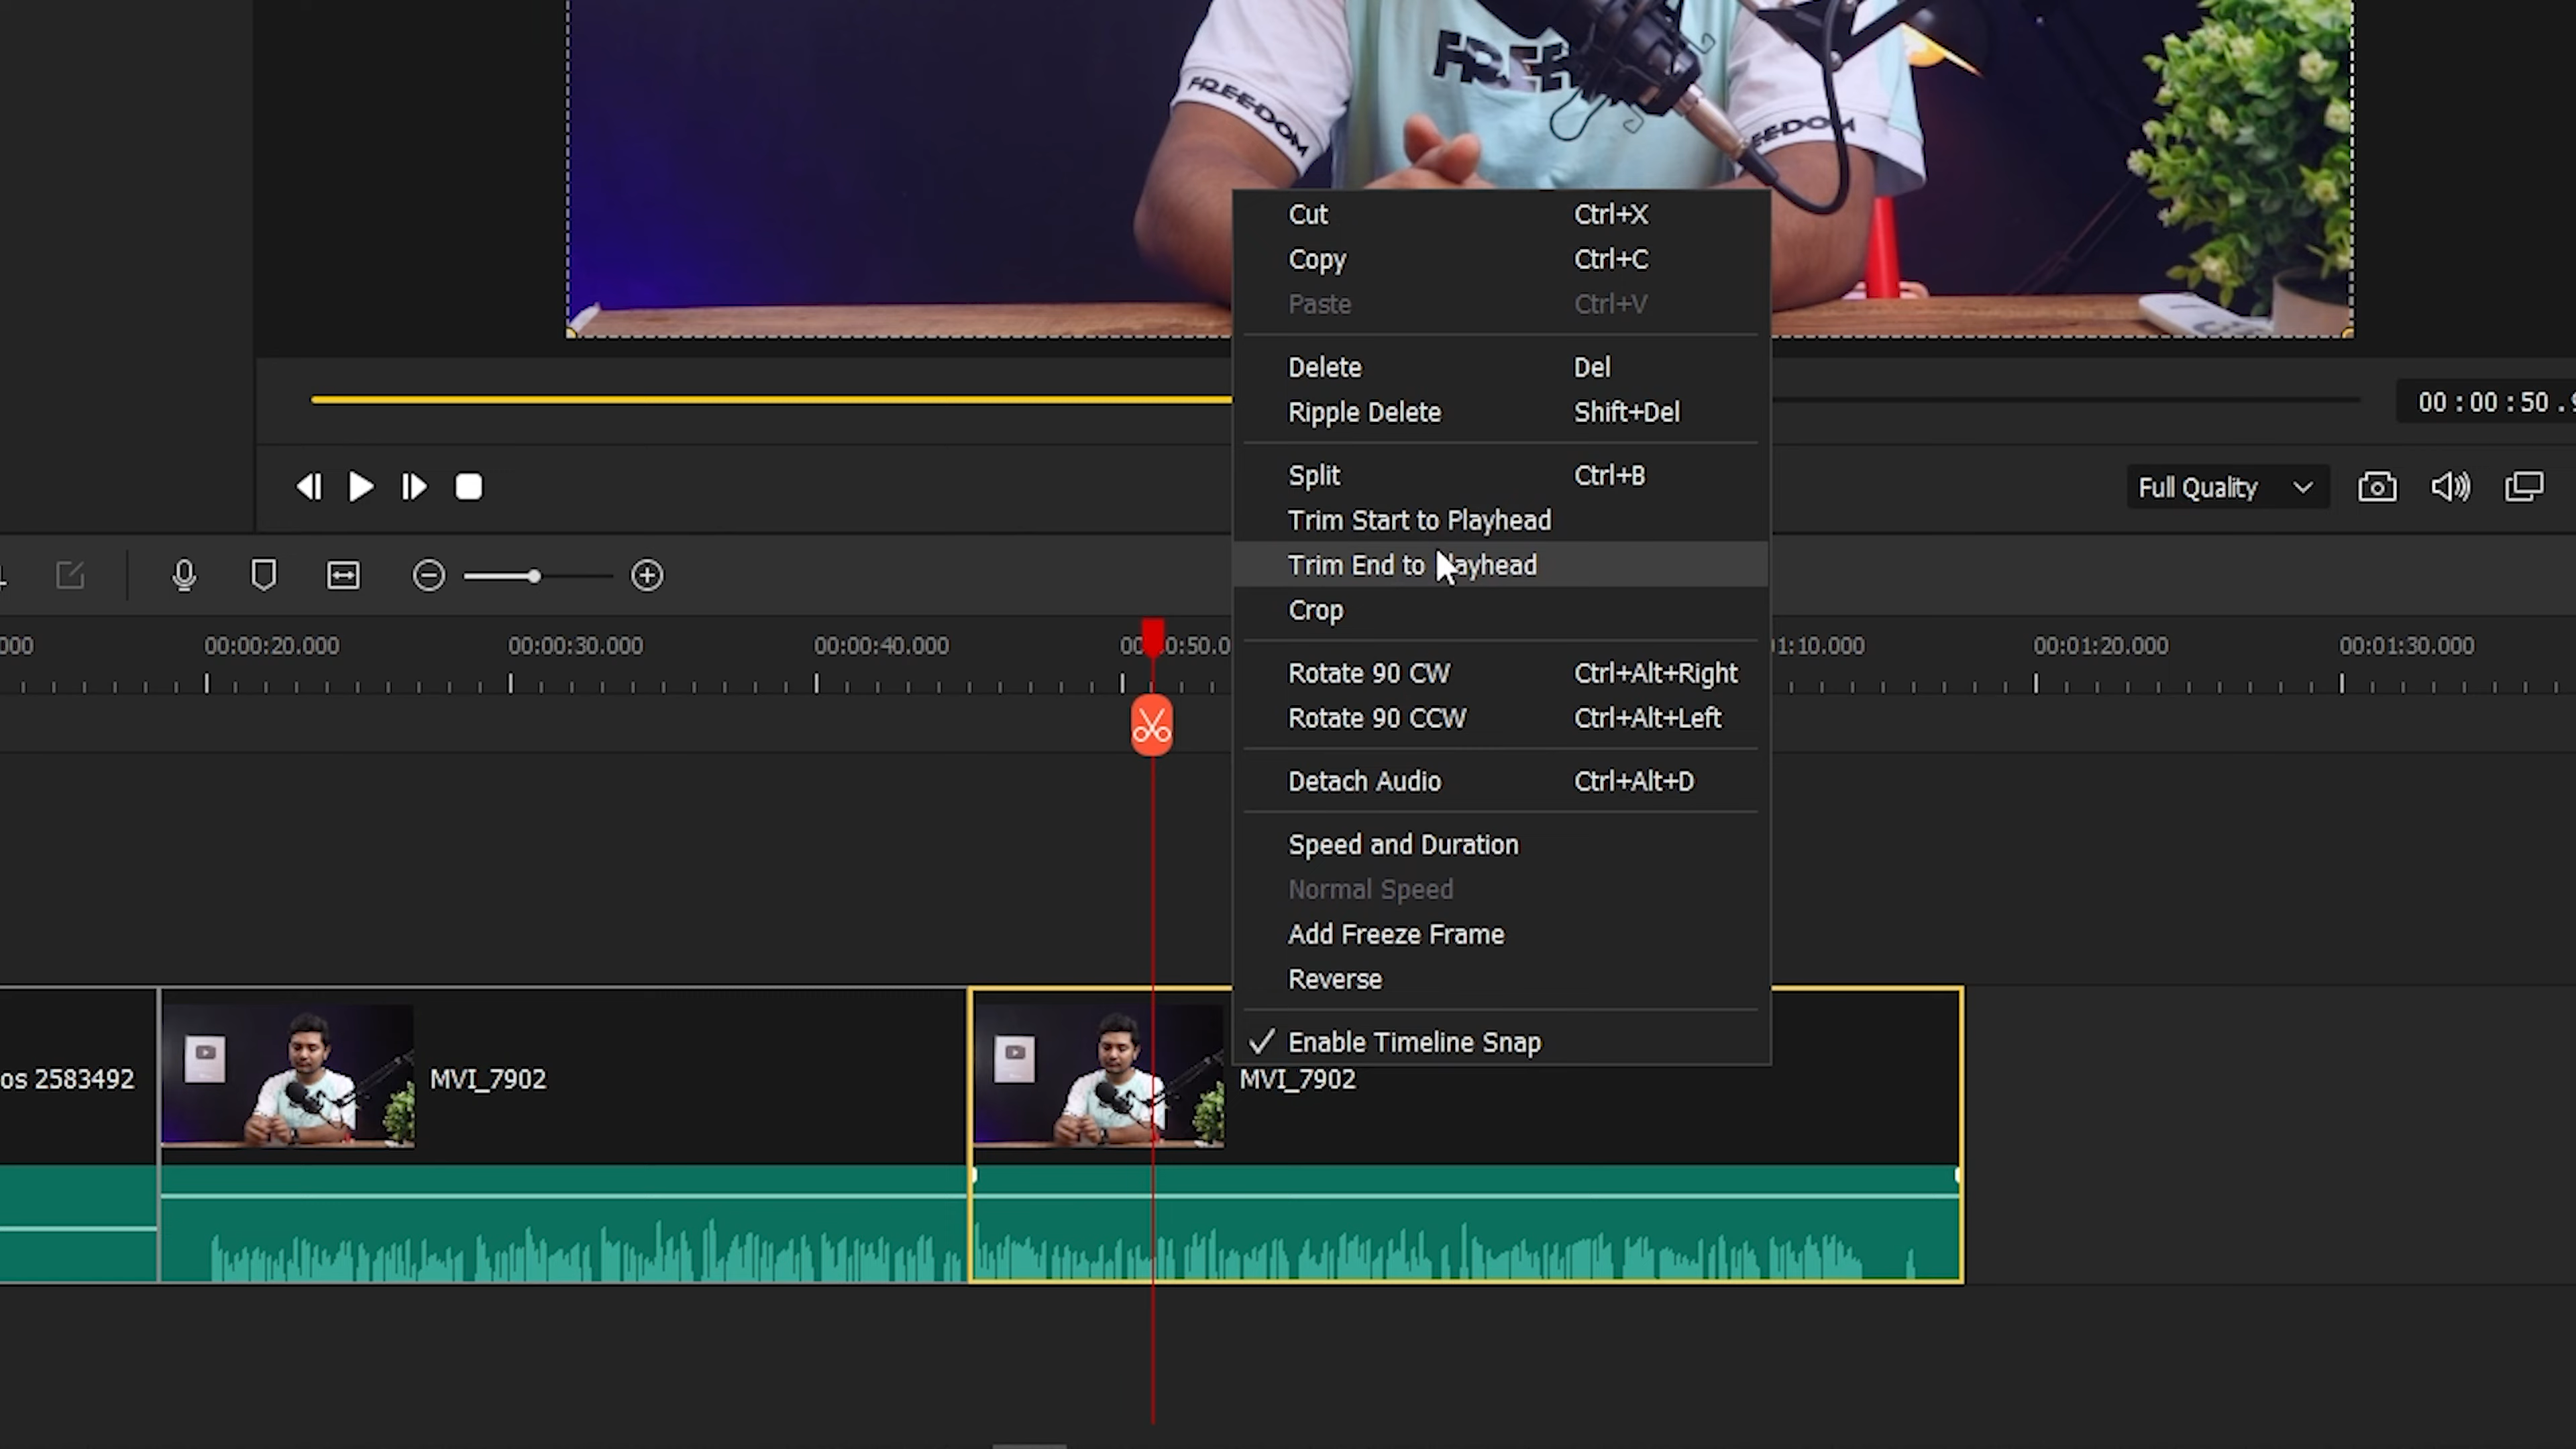 FREEDOM
FREEDOM
Cut Ctrl+X
Copy Ctrl+C
Paste Ctrl+V
Delete Del
Ripple Delete Shift+Del
00:00:50.9
Split Ctrl+B
Full Quality
Trim Start to Playhead
Trim End to Playhead
Crop
000 00:00:20.000 00:00:30.000 00:00:40.000 1:10.000 00:01:20.000 00:01:30.000
Rotate 90 CW Ctrl+Alt+Right
Rotate 90 CCW Ctrl+Alt+Left
Detach Audio Ctrl+Alt+D
Speed and Duration
Normal Speed
Add Freeze Frame
Reverse
Enable Timeline Snap
os 2583492 MVI_7902 MVI_7902